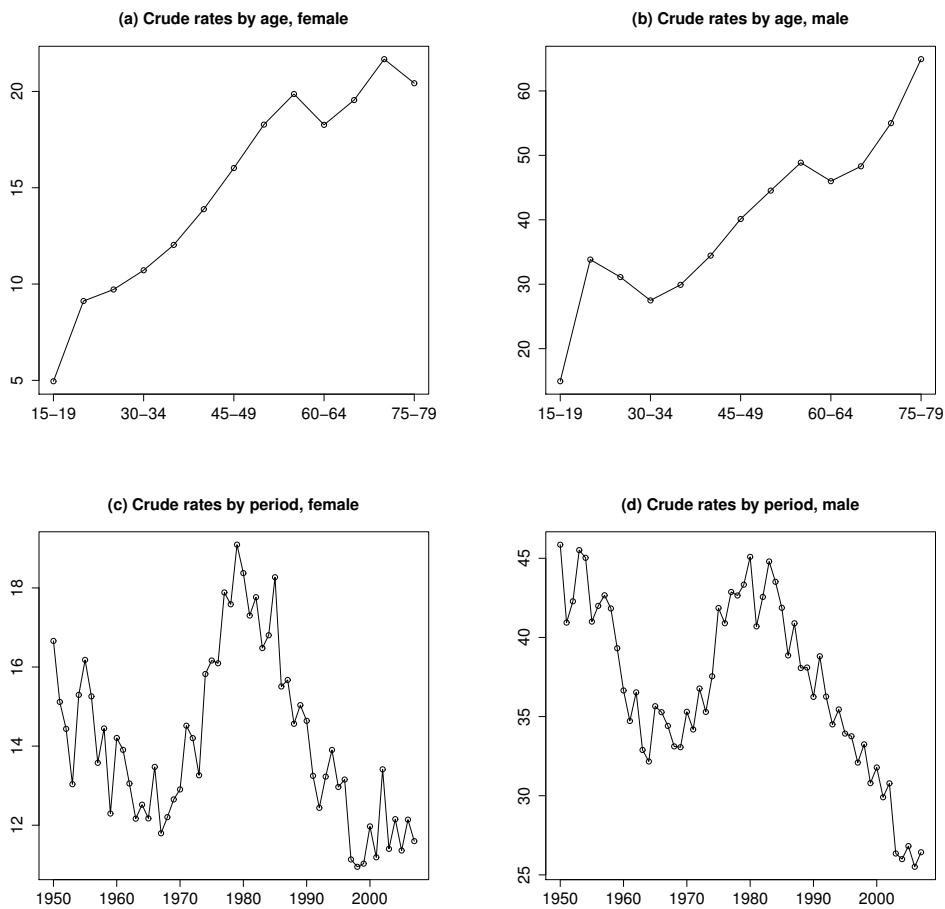 (a) Crude rates by age, female
20
15
10
5
15−19 30−34 45−49 60−64 75−79
(b) Crude rates by age, male
60
50
40
30
20
15−19 30−34 45−49 60−64 75−79
(c) Crude rates by period, female
18
16
14
12
1950 1960 1970 1980 1990 2000
(d) Crude rates by period, male
45
40
35
30
25
1950 1960 1970 1980 1990 2000